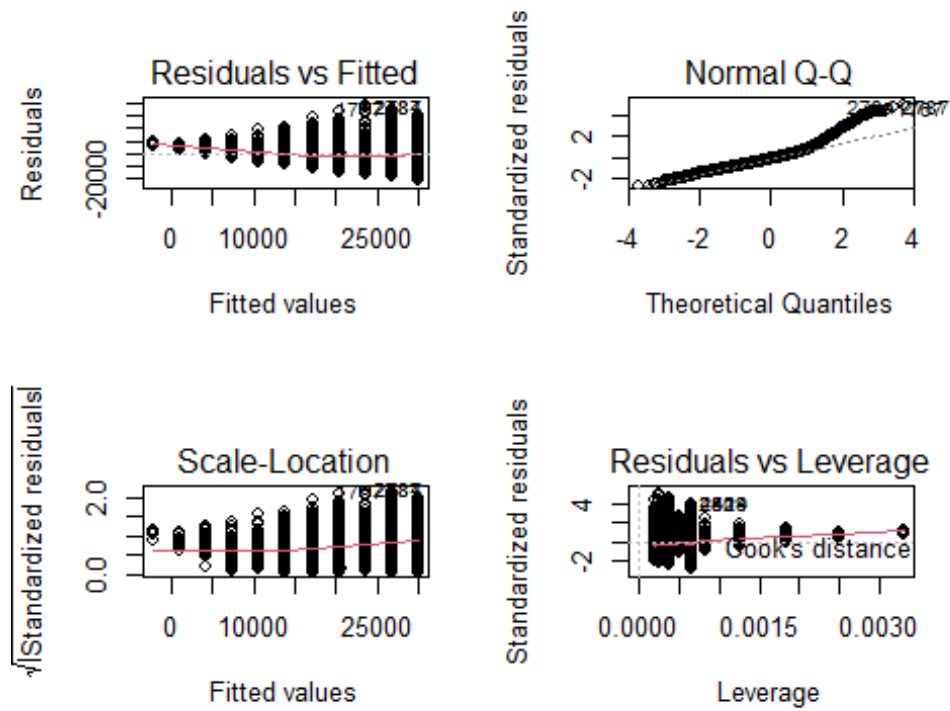 Residuals vs Fitted
Residuals
-20000
0 10000 25000
Fitted values
Normal Q-Q
Standardized residuals
-2 2
-4 -2 0 2 4
Theoretical Quantiles
Scale-Location
√|Standardized residuals|
0.0 2.0
0 10000 25000
Fitted values
Residuals vs Leverage
Standardized residuals
-2 4
Cook's distance
0.0000 0.0015 0.0030
Leverage